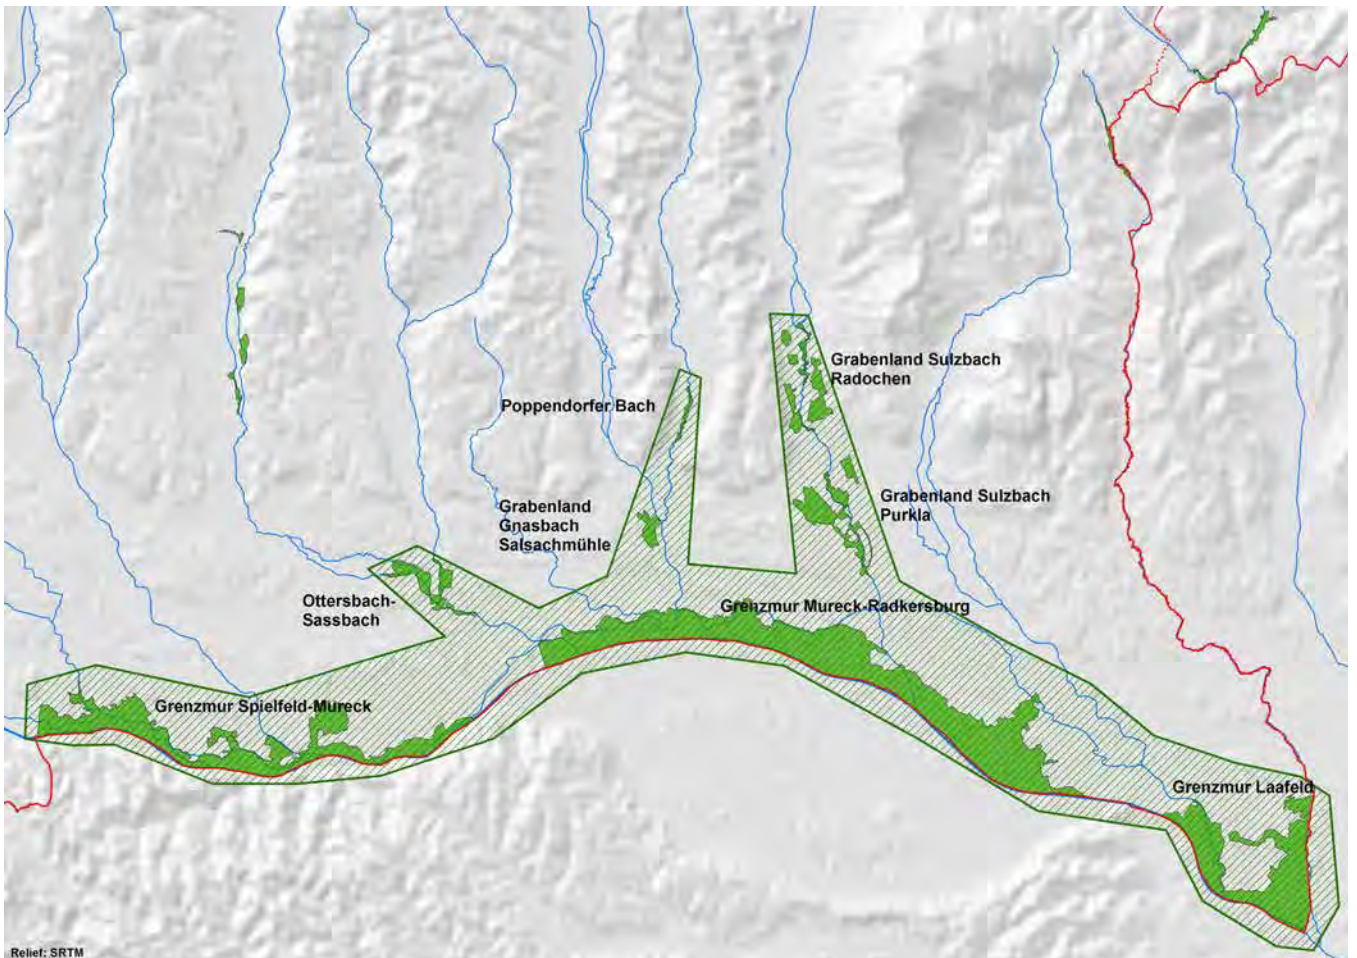 Grabenland Sulzbach
Radochen
Poppendorfer Bach
Grabenland Sulzbach
Purkla
Grabenland
Gnasbach
Salsachmühle
Ottersbach-
Sassbach
Grenzmur Mureck-Radkersburg
Grenzmur Spielfeld-Mureck
Grenzmur Laafeld
Relief: SRTM